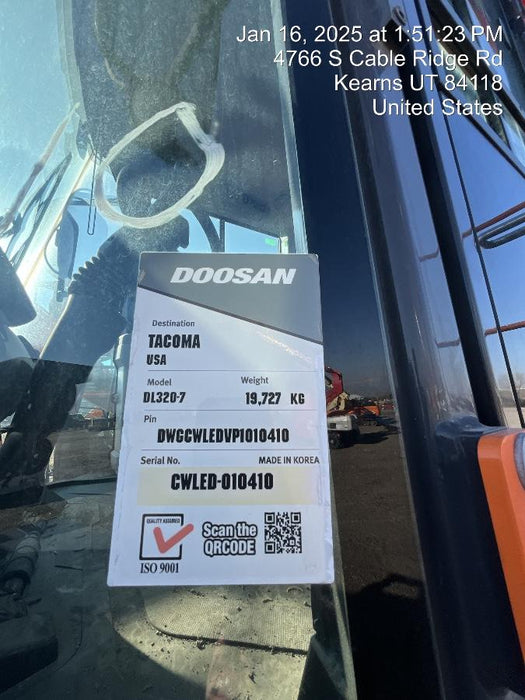 Jan 16, 2025 at 1:51:23 PM
4766 S Cable Ridge Rd
Kearns UT 84118
United States
DOOSAN
Destination
TACOMA
USA
Model Weight
DL320-7 19,727 KG
Pin
DWGCWLEDVP1010410
Serial No. MADE IN KOREA
CWLED-010410
QUALITY ASSURED
Scan the
QRCODE
ISO 9001